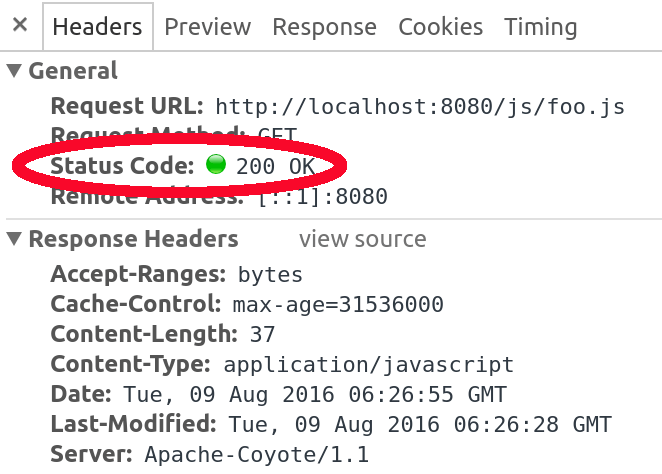 × Headers Preview Response Cookies Timing
▼ General
Request URL: http://localhost:8080/js/foo.js
Request Method: GET
Status Code: 200 OK
Remote Address: [::1]:8080
▼ Response Headers view source
Accept-Ranges: bytes
Cache-Control: max-age=31536000
Content-Length: 37
Content-Type: application/javascript
Date: Tue, 09 Aug 2016 06:26:55 GMT
Last-Modified: Tue, 09 Aug 2016 06:26:28 GMT
Server: Apache-Coyote/1.1